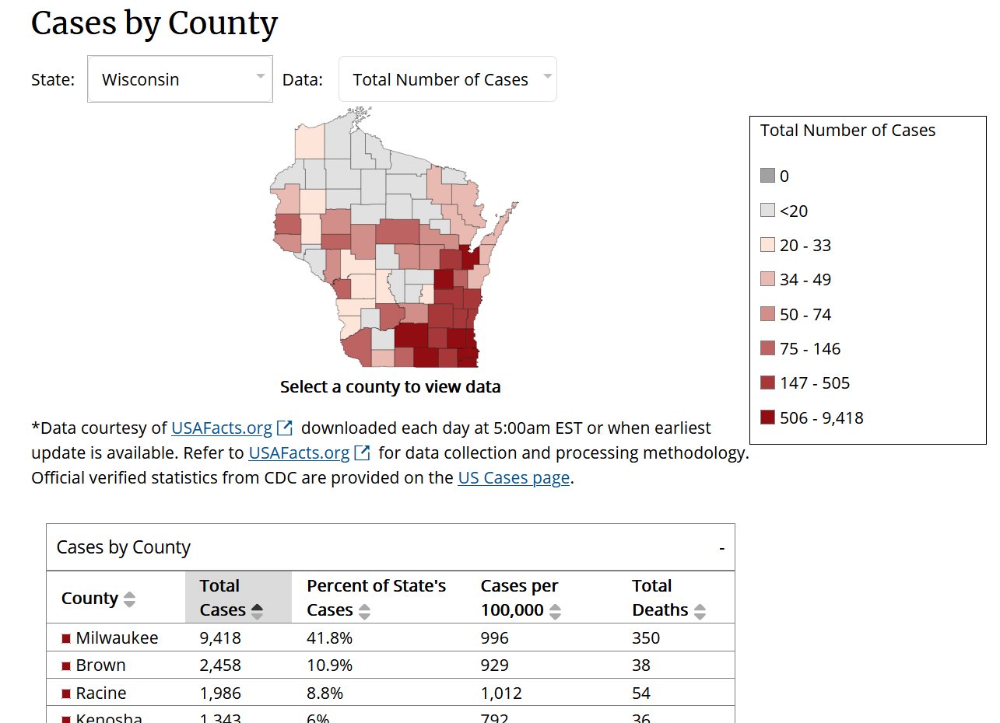 Cases by County
State: Wisconsin Data: Total Number of Cases
Total Number of Cases
0
<20
20 - 33
34 - 49
50 - 74
75 - 146
147 - 505
506 - 9,418
Select a county to view data
*Data courtesy of USAFacts.org downloaded each day at 5:00am EST or when earliest
update is available. Refer to USAFacts.org for data collection and processing methodology.
Official verified statistics from CDC are provided on the US Cases page.
Cases by County -
County Total Cases Percent of State's Cases Cases per 100,000 Total Deaths
Milwaukee 9,418 41.8% 996 350
Brown 2,458 10.9% 929 38
Racine 1,986 8.8% 1,012 54
Kenosha 1,343 6% 792 36